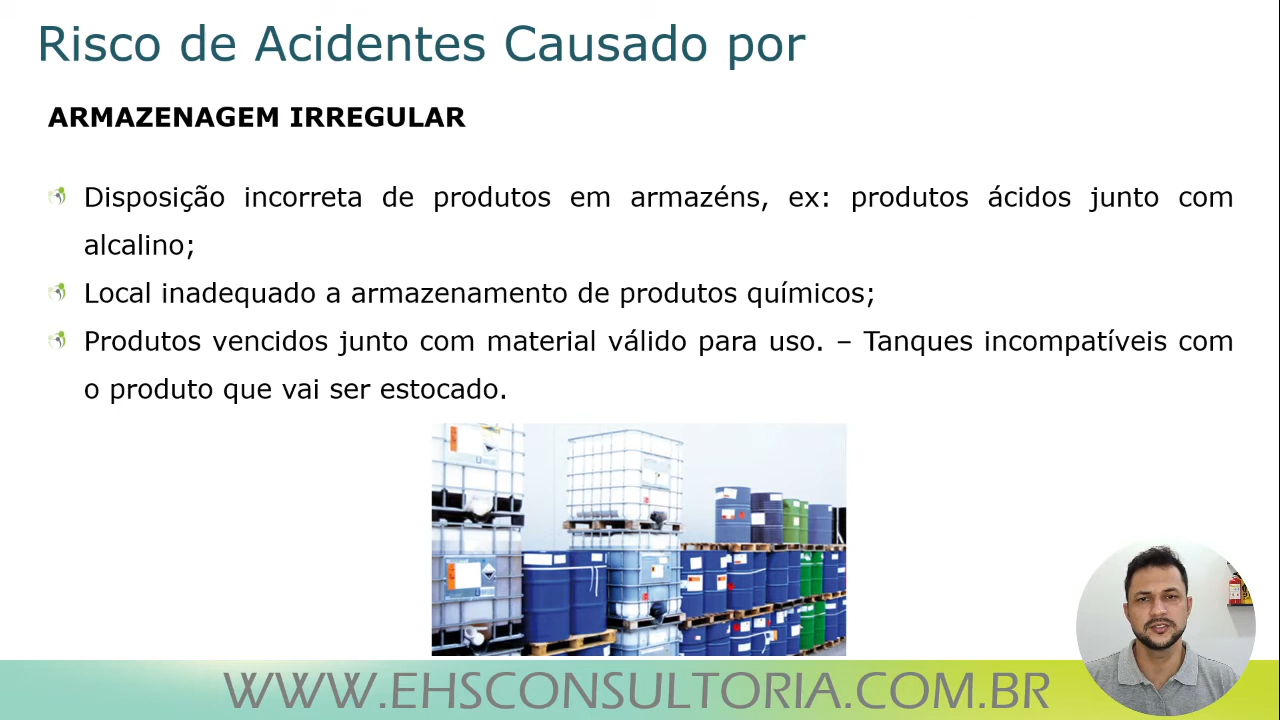 Risco de Acidentes Causado por
ARMAZENAGEM IRREGULAR
Disposição incorreta de produtos em armazéns, ex: produtos ácidos junto com
alcalino;
Local inadequado a armazenamento de produtos químicos;
Produtos vencidos junto com material válido para uso. – Tanques incompatíveis com
o produto que vai ser estocado.
WWW.EHSCONSULTORIA.COM.BR